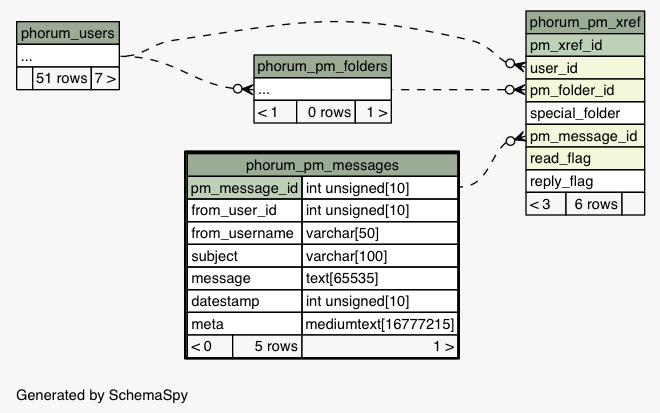 phorum_users
...
51 rows 7 >
phorum_pm_folders
...
< 1 0 rows 1 >
phorum_pm_xref
pm_xref_id
user_id
pm_folder_id
special_folder
pm_message_id
read_flag
reply_flag
< 3 6 rows
phorum_pm_messages
pm_message_id int unsigned[10]
from_user_id int unsigned[10]
from_username varchar[50]
subject varchar[100]
message text[65535]
datestamp int unsigned[10]
meta mediumtext[16777215]
< 0 5 rows 1 >
Generated by SchemaSpy